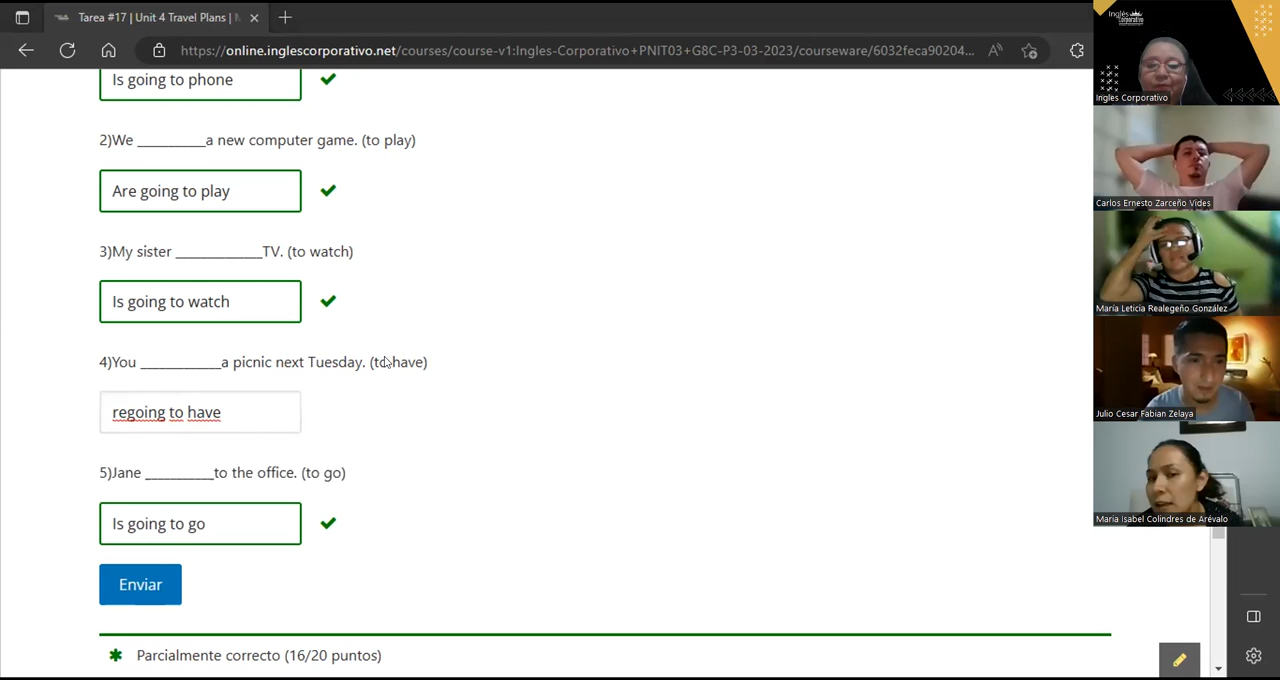 Tarea #17 | Unit 4 Travel Plans |
https://online.inglescorporativo.net/courses/course-v1:Ingles-Corporativo+PNIT03+G8C-P3-03-2023/courseware/6032feca90204...
Is going to phone
2)We __________a new computer game. (to play)
Are going to play
3)My sister _____________TV. (to watch)
Is going to watch
4)You ____________a picnic next Tuesday. (to have)
regoing to have
5)Jane __________to the office. (to go)
Is going to go
Enviar
Parcialmente correcto (16/20 puntos)
Inglés
Corporativo
Ingles Corporativo
Carlos Ernesto Zarceño Vides
María Leticia Realegeño González
Julio Cesar Fabian Zelaya
Maria Isabel Colindres de Arévalo